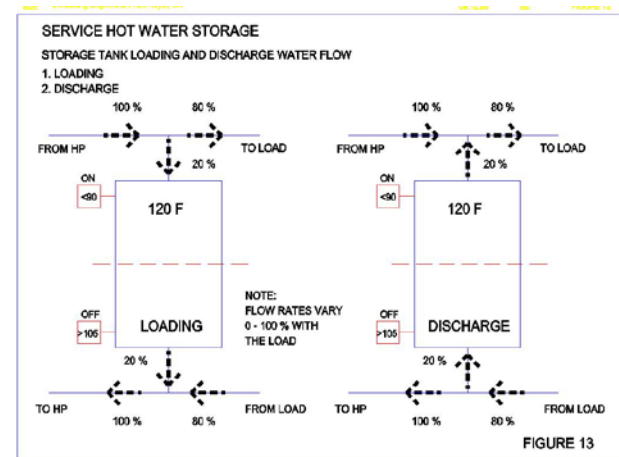 SERVICE HOT WATER STORAGE
STORAGE TANK LOADING AND DISCHARGE WATER FLOW
1. LOADING
2. DISCHARGE
100 %
80 %
FROM HP
TO LOAD
20 %
ON
<90
120 F
OFF
>105
LOADING
20 %
TO HP
FROM LOAD
100 %
80 %
NOTE:
FLOW RATES VARY
0 - 100 % WITH
THE LOAD
100 %
80 %
FROM HP
TO LOAD
20 %
ON
<90
120 F
OFF
>105
DISCHARGE
20 %
TO HP
FROM LOAD
100 %
80 %
FIGURE 13